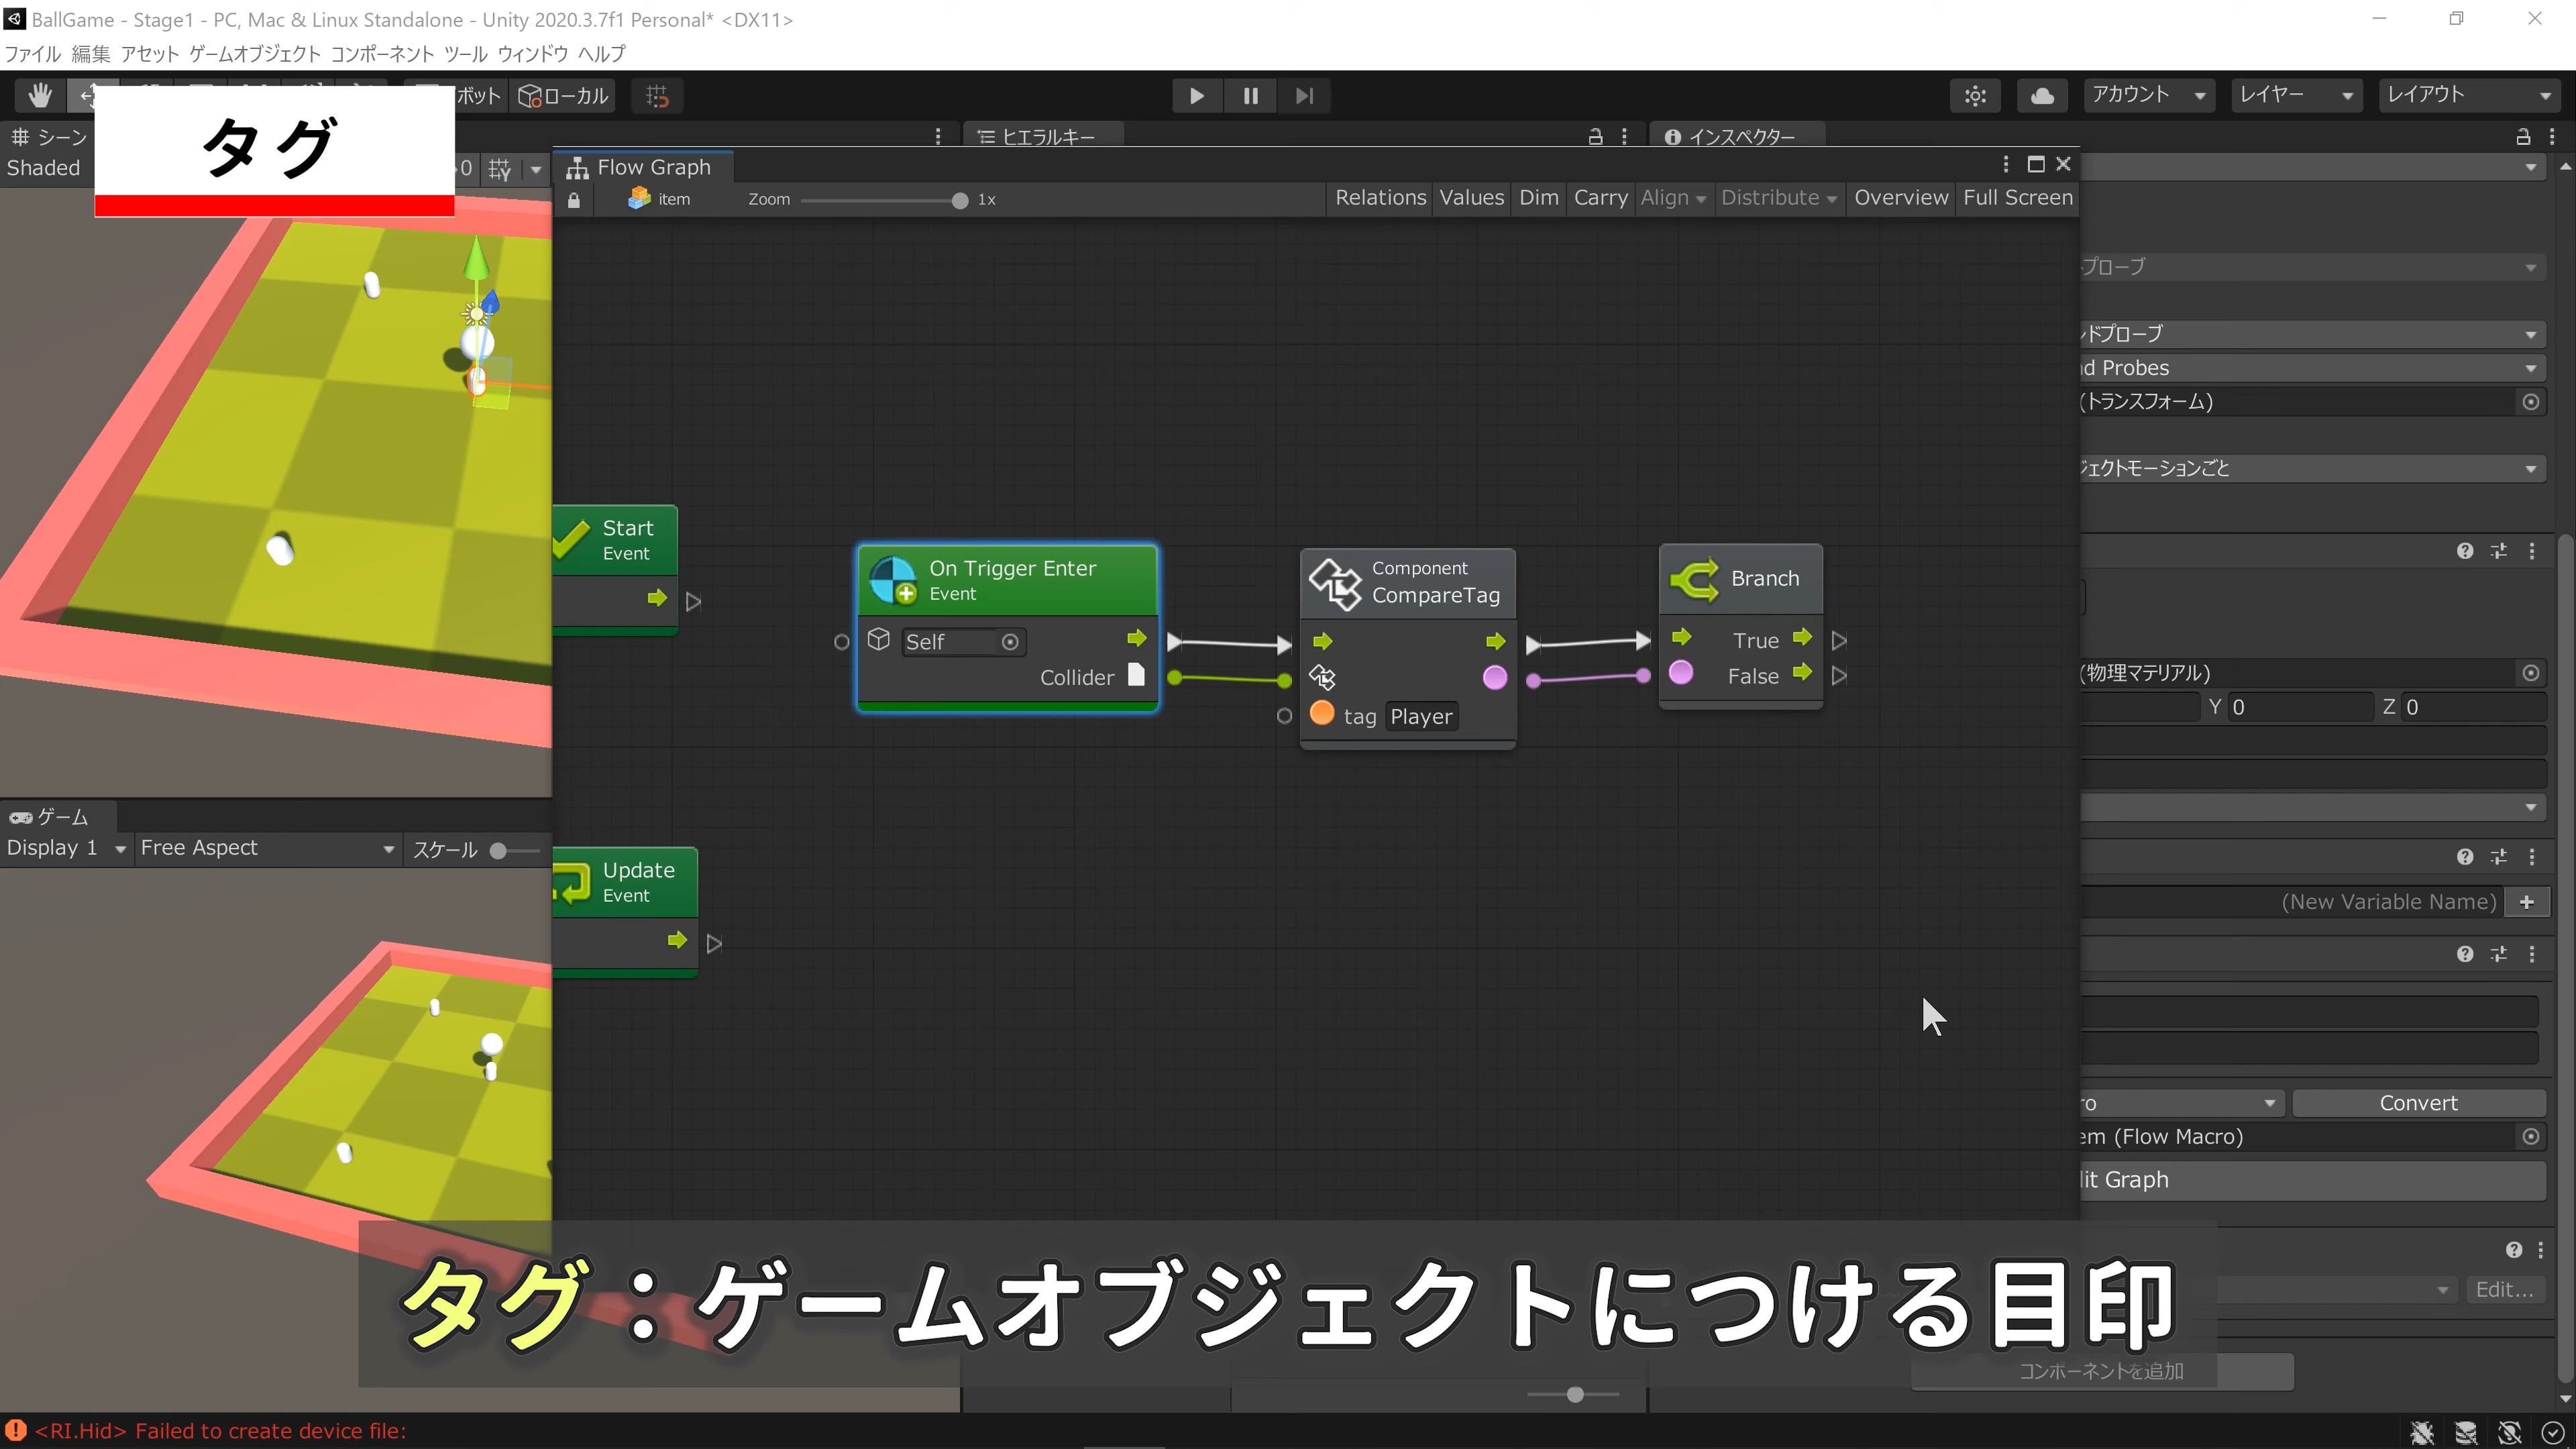 BallGame - Stage1 - PC, Mac & Linux Standalone - Unity 2020.3.7f1 Personal* <DX11>
ファイル 編集 アセット ゲームオブジェクト コンポーネント ツール ウィンドウ ヘルプ
ボット ローカル アカウント レイヤー レイアウト
タグ
シーン ヒエラルキー インスペクター
Shaded 0
Flow Graph
item Zoom 1x Relations Values Dim Carry Align Distribute Overview Full Screen
プローブ
ンドプローブ
nd Probes
(トランスフォーム)
ジェクトモーションごと
Start
Event
On Trigger Enter
Event
Self
Collider
Component
CompareTag
tag Player
Branch
True
False
(物理マテリアル)
Y 0 Z 0
ゲーム
Display 1 Free Aspect スケール
Update
Event
(New Variable Name) +
ro Convert
em (Flow Macro)
dit Graph
Edit...
タグ：ゲームオブジェクトにつける目印
コンポーネントを追加
<RI.Hid> Failed to create device file: